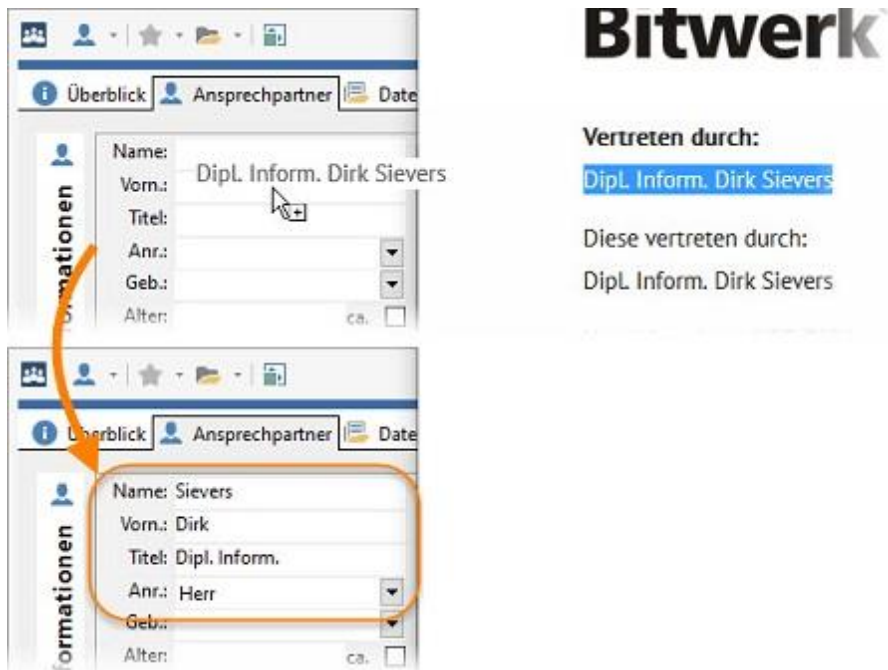 Bitwerk
Überblick Ansprechpartner Date
Name:
Vorn.:
Titel:
Anr.:
Geb.:
Alter: ca.
Dipl. Inform. Dirk Sievers
Vertreten durch:
Dipl. Inform. Dirk Sievers
Diese vertreten durch:
Dipl. Inform. Dirk Sievers
Überblick Ansprechpartner Date
Name: Sievers
Vorn.: Dirk
Titel: Dipl. Inform.
Anr.: Herr
Geb.:
Alter: ca.